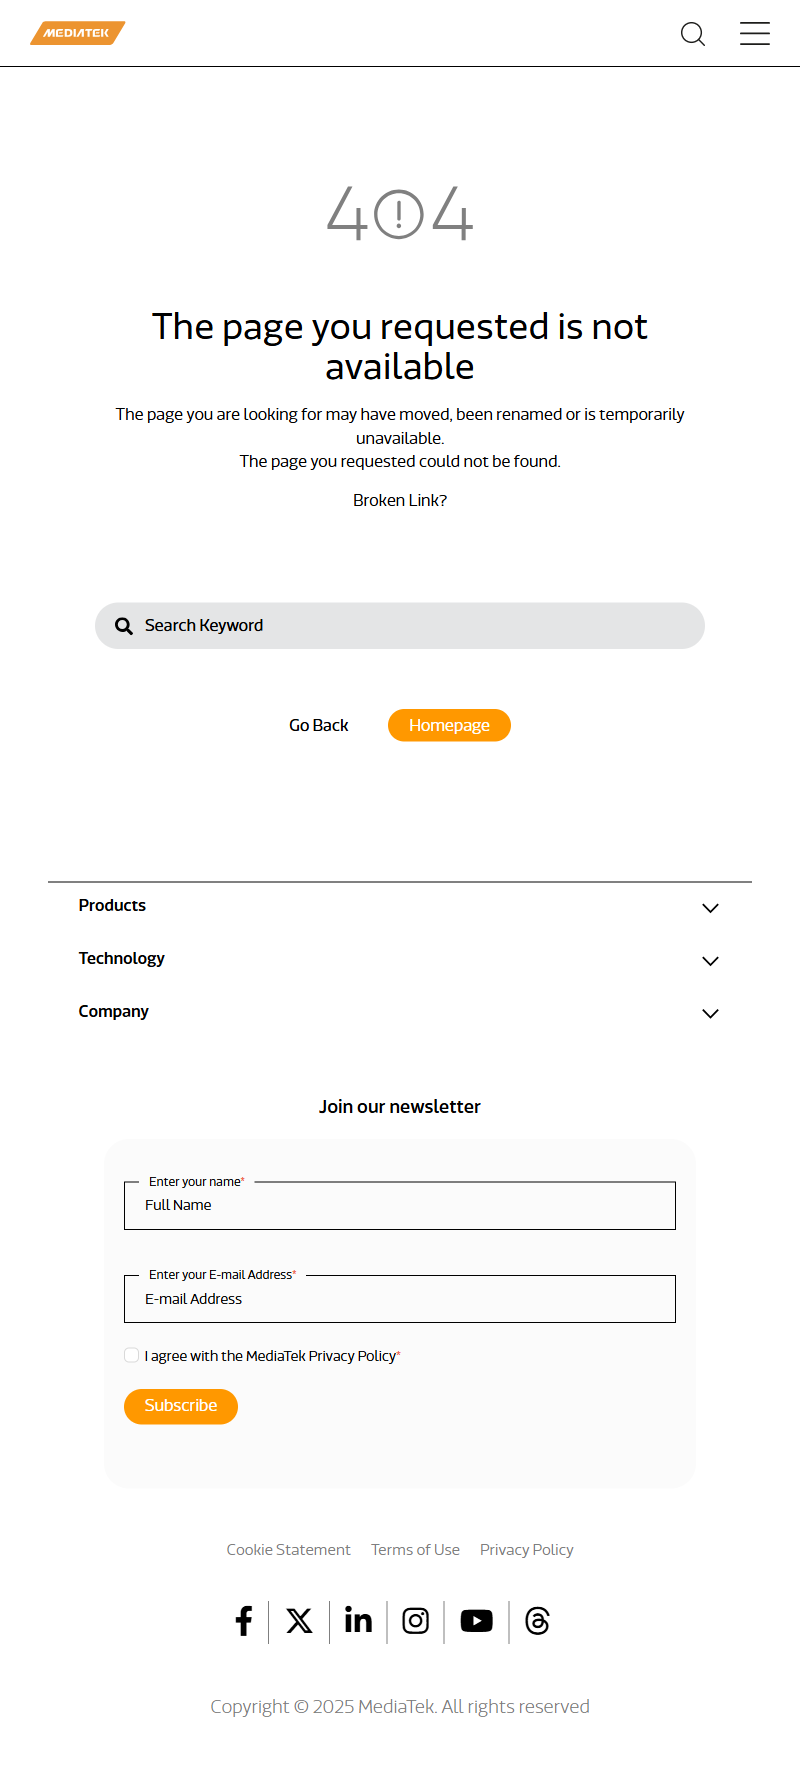 MEDIATEK
404
The page you requested is not
available
The page you are looking for may have moved, been renamed or is temporarily
unavailable.
The page you requested could not be found.
Broken Link?
Search Keyword
Go Back
Homepage
Products
Technology
Company
Join our newsletter
Enter your name*
Full Name
Enter your E-mail Address*
E-mail Address
I agree with the MediaTek Privacy Policy*
Subscribe
Cookie Statement Terms of Use Privacy Policy
Copyright © 2025 MediaTek. All rights reserved